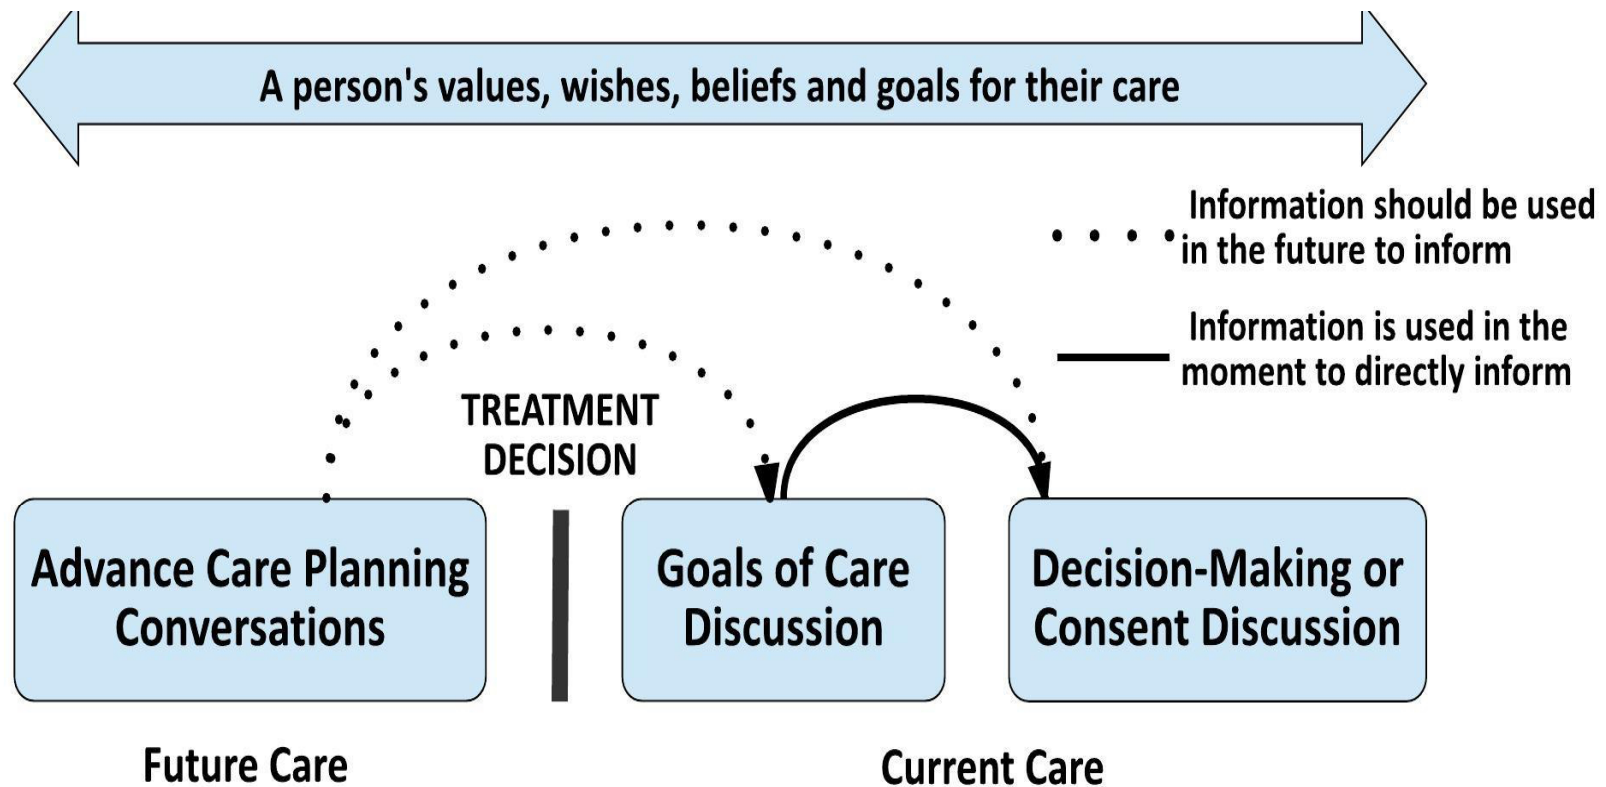 A person's values, wishes, beliefs and goals for their care
Information should be used
in the future to inform
Information is used in the
moment to directly inform
TREATMENT
DECISION
Advance Care Planning
Conversations
Goals of Care
Discussion
Decision-Making or
Consent Discussion
Future Care
Current Care